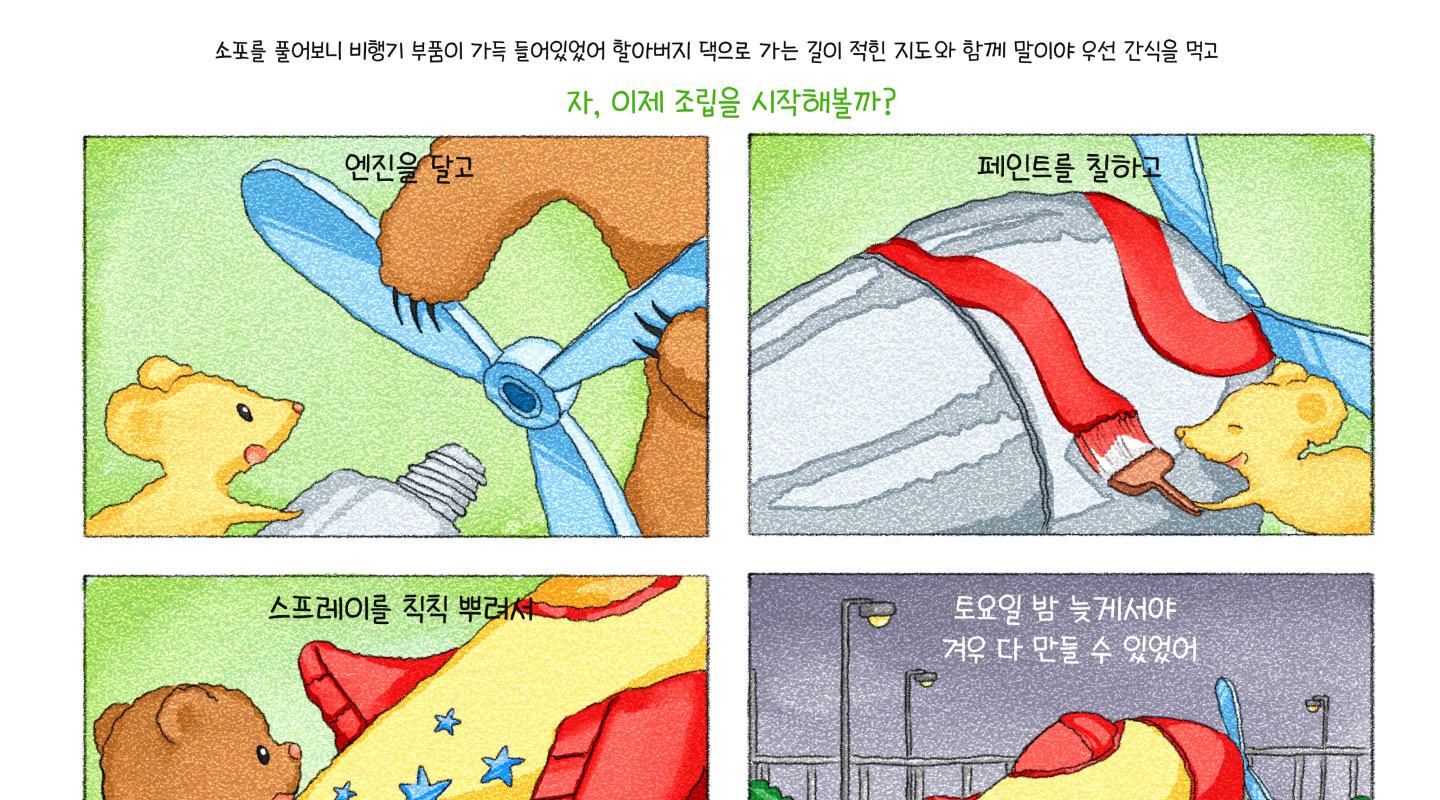 소포를 풀어보니 비행기 부품이 가득 들어있었어 할아버지 댁으로 가는 길이 적힌 지도와 함께 말이야 우선 간식을 먹고
자, 이제 조립을 시작해볼까?
엔진을 달고
페인트를 칠하고
스프레이를 칙칙 뿌려서
토요일 밤 늦게서야
겨우 다 만들 수 있었어